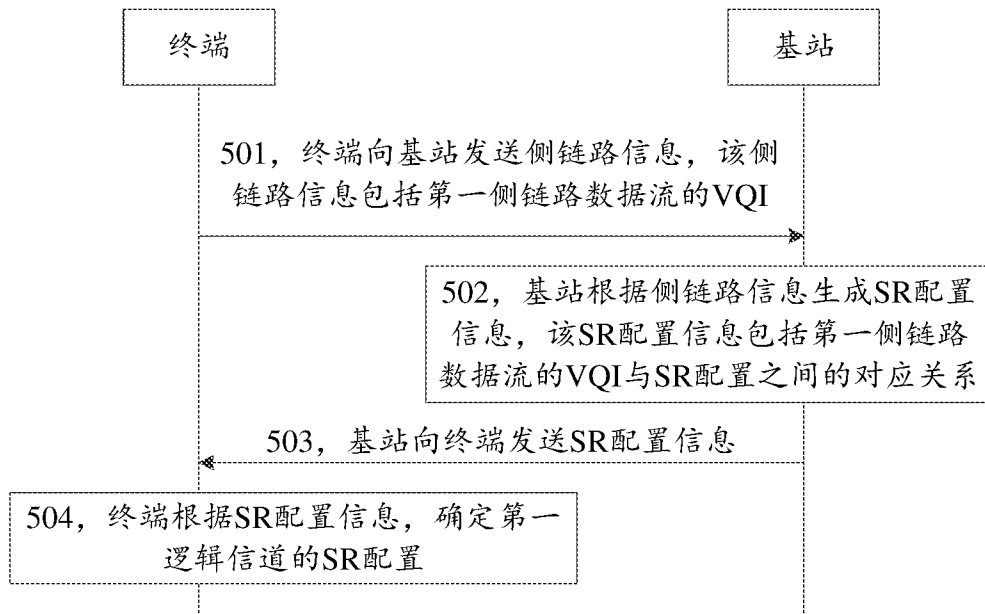 终端
基站
501，终端向基站发送侧链路信息，该侧
链路信息包括第一侧链路数据流的VQI
502，基站根据侧链路信息生成SR配置
信息，该SR配置信息包括第一侧链路
数据流的VQI与SR配置之间的对应关系
503，基站向终端发送SR配置信息
504，终端根据SR配置信息，确定第一
逻辑信道的SR配置